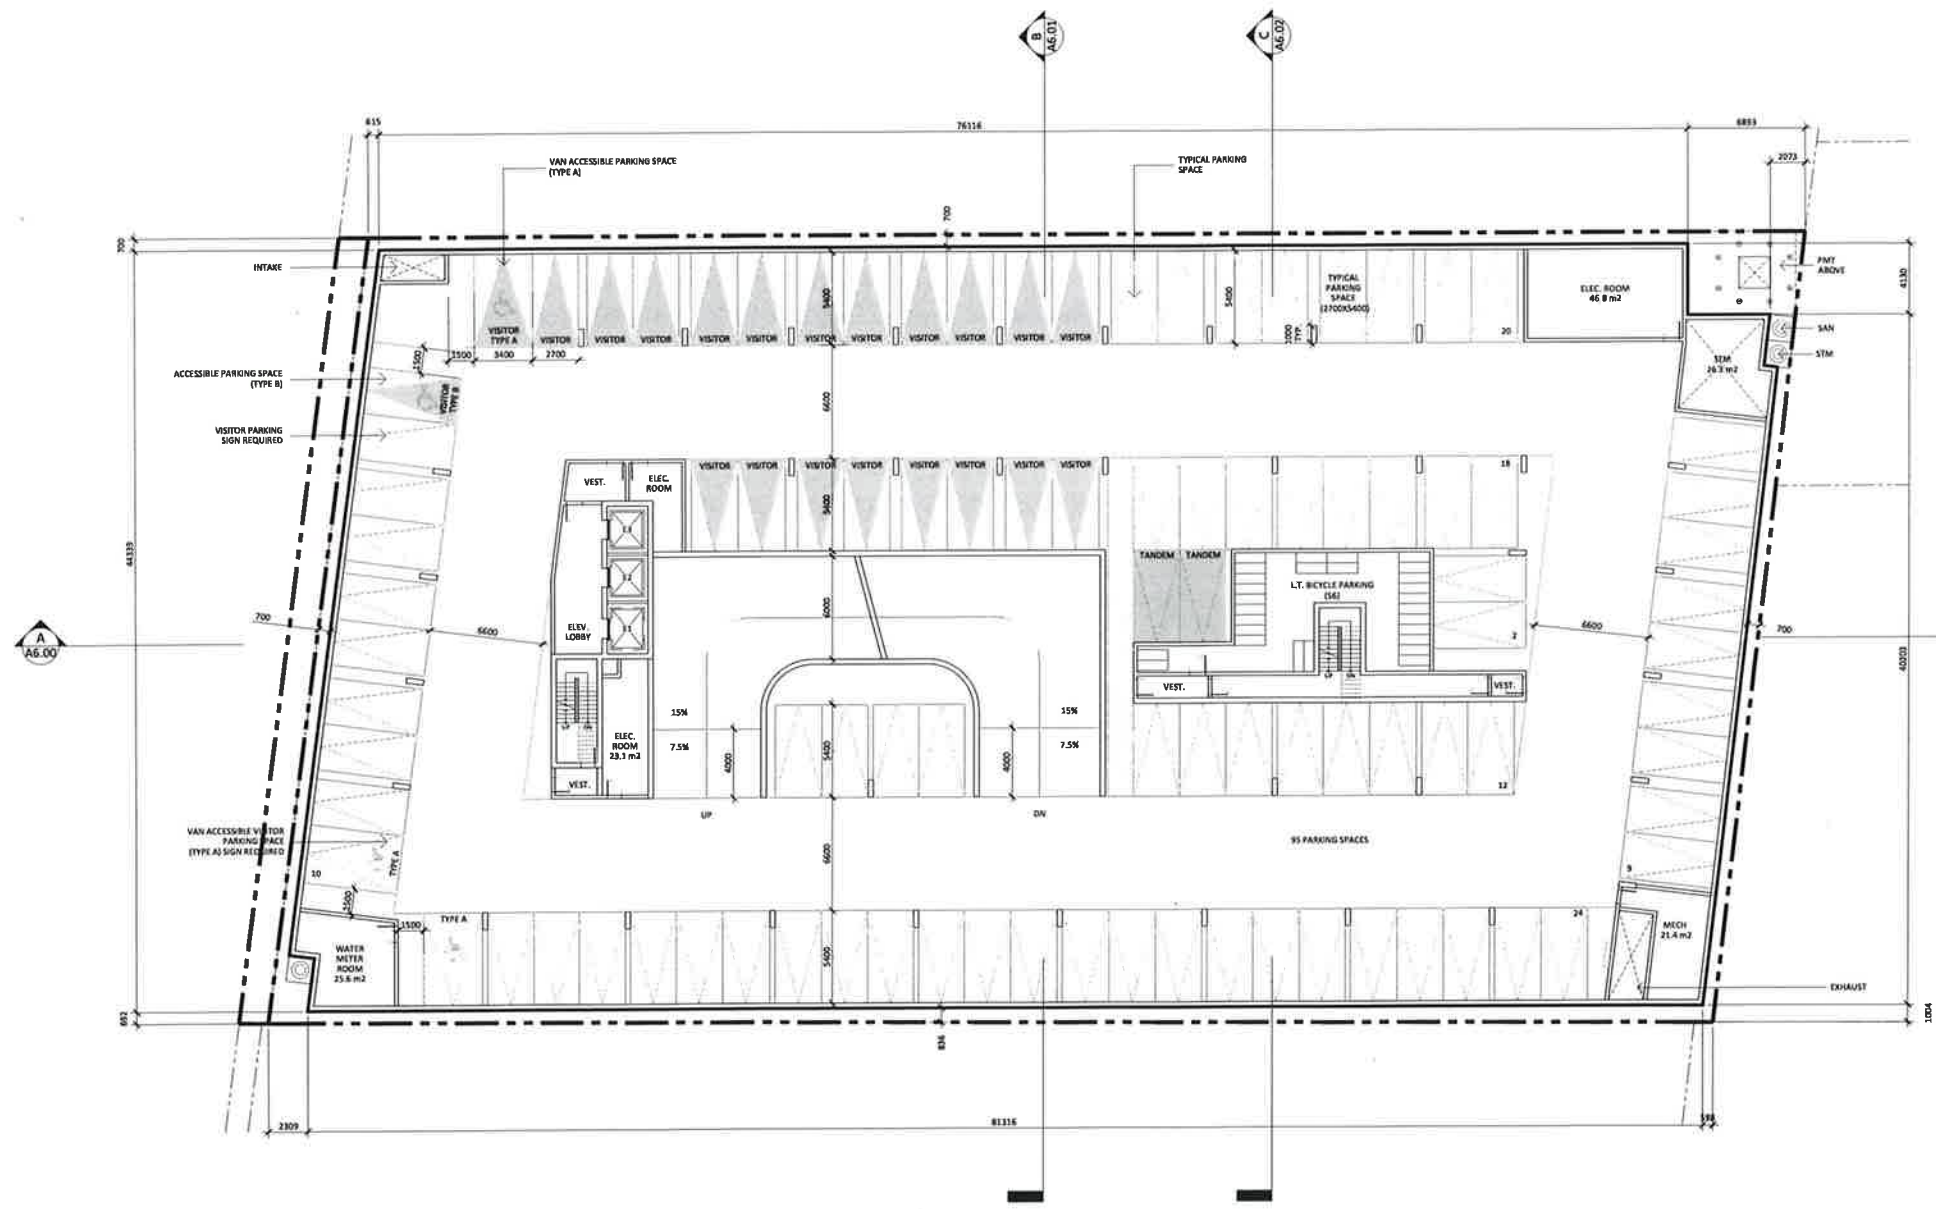 B
A6.01
C
A6.02
615
76116
6893
2073
VAN ACCESSIBLE PARKING SPACE
(TYPE A)
TYPICAL PARKING
SPACE
700
700
INTAKE
PMT
ABOVE
4130
TYPICAL
PARKING
SPACE
(2700X5400)
ELEC. ROOM
46.8 m2
5400
5400
VISITOR
TYPE A
VISITOR
VISITOR
VISITOR
VISITOR
VISITOR
VISITOR
VISITOR
VISITOR
VISITOR
VISITOR
VISITOR
1000
TYP.
20
SAN
STM
1500
3400
2700
1500
ACCESSIBLE PARKING SPACE
(TYPE B)
VISITOR
TYPE B
SEM
26.3 m2
6600
VISITOR PARKING
SIGN REQUIRED
VISITOR
VISITOR
VISITOR
VISITOR
VISITOR
VISITOR
VISITOR
VISITOR
18
VEST.
ELEC.
ROOM
5400
E3
44339
TANDEM
TANDEM
E2
L.T. BICYCLE PARKING
(56)
6000
700
6600
ELEV.
LOBBY
E1
2
6600
700
A
A6.00
40203
VEST.
VEST.
15%
7.5%
15%
7.5%
ELEC.
ROOM
23.1 m2
4000
5400
4000
VEST.
12
UP
DN
95 PARKING SPACES
VAN ACCESSIBLE VISITOR
PARKING SPACE
(TYPE A) SIGN REQUIRED
TYPE A
6600
10
9
1500
1500
TYPE A
24
MECH
21.4 m2
WATER
METER
ROOM
25.6 m2
5400
EXHAUST
692
836
1004
2309
81316
598